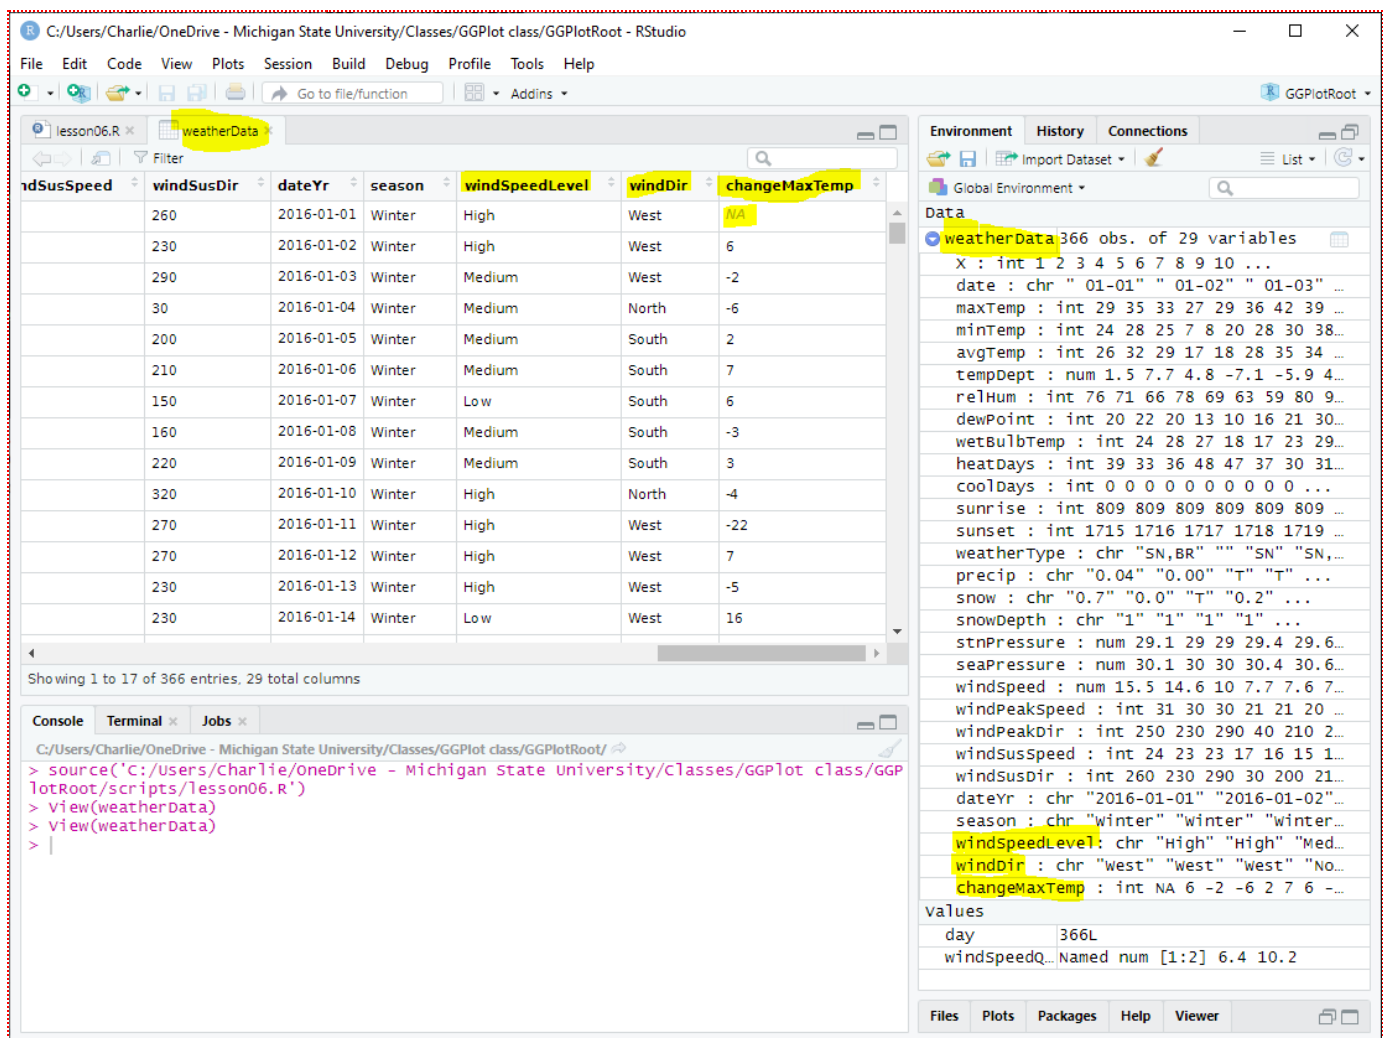 C:/Users/Charlie/OneDrive - Michigan State University/Classes/GGPlot class/GGPlotRoot - RStudio
File Edit Code View Plots Session Build Debug Profile Tools Help
Go to file/function Addins GGPlotRoot
lesson06.R weatherData
Filter
ndSusSpeed windSusDir dateYr season windSpeedLevel windDir changeMaxTemp
260 2016-01-01 Winter High West NA
230 2016-01-02 Winter High West 6
290 2016-01-03 Winter Medium West -2
30 2016-01-04 Winter Medium North -6
200 2016-01-05 Winter Medium South 2
210 2016-01-06 Winter Medium South 7
150 2016-01-07 Winter Low South 6
160 2016-01-08 Winter Medium South -3
220 2016-01-09 Winter Medium South 3
320 2016-01-10 Winter High North -4
270 2016-01-11 Winter High West -22
270 2016-01-12 Winter High West 7
230 2016-01-13 Winter High West -5
230 2016-01-14 Winter Low West 16
Showing 1 to 17 of 366 entries, 29 total columns
Console Terminal Jobs
C:/Users/Charlie/OneDrive - Michigan State University/Classes/GGPlot class/GGPlotRoot/
> source('C:/Users/Charlie/OneDrive - Michigan State University/Classes/GGPlot class/GGP
lotRoot/scripts/lesson06.R')
> View(weatherData)
> View(weatherData)
>
Environment History Connections
Import Dataset List
Global Environment
Data
weatherData 366 obs. of 29 variables
X : int 1 2 3 4 5 6 7 8 9 10 ...
date : chr " 01-01" " 01-02" " 01-03" …
maxTemp : int 29 35 33 27 29 36 42 39 …
minTemp : int 24 28 25 7 8 20 28 30 38…
avgTemp : int 26 32 29 17 18 28 35 34 …
tempDept : num 1.5 7.7 4.8 -7.1 -5.9 4…
relHum : int 76 71 66 78 69 63 59 80 9…
dewPoint : int 20 22 20 13 10 16 21 30…
wetBulbTemp : int 24 28 27 18 17 23 29…
heatDays : int 39 33 36 48 47 37 30 31…
coolDays : int 0 0 0 0 0 0 0 0 0 0 ...
sunrise : int 809 809 809 809 809 809 …
sunset : int 1715 1716 1717 1718 1719 …
weatherType : chr "SN,BR" "" "SN" "SN,…
precip : chr "0.04" "0.00" "T" "T" ...
snow : chr "0.7" "0.0" "T" "0.2" ...
snowDepth : chr "1" "1" "1" "1" ...
stnPressure : num 29.1 29 29 29.4 29.6…
seaPressure : num 30.1 30 30 30.4 30.6…
windSpeed : num 15.5 14.6 10 7.7 7.6 7…
windPeakSpeed : int 31 30 30 21 21 20 …
windPeakDir : int 250 230 290 40 210 2…
windSusSpeed : int 24 23 23 17 16 15 1…
windSusDir : int 260 230 290 30 200 21…
dateYr : chr "2016-01-01" "2016-01-02"…
season : chr "Winter" "Winter" "Winter…
windSpeedLevel: chr "High" "High" "Med…
windDir : chr "West" "West" "West" "No…
changeMaxTemp : int NA 6 -2 -6 2 7 6 -…
Values
day 366L
windSpeedQ… Named num [1:2] 6.4 10.2
Files Plots Packages Help Viewer